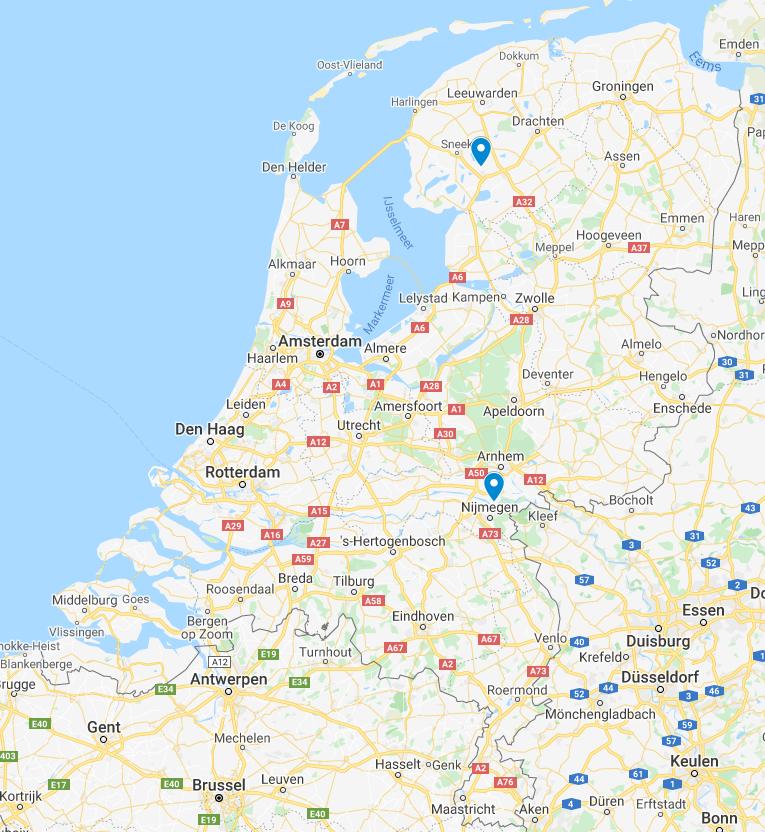 Emden
Eems
Dokkum
Oost-Vlieland
Groningen
Leeuwarden
Harlingen
31
De Koog
Drachten
Sneek
Assen
Den Helder
A32
IJsselmeer
A7
Emmen
Haren
Hoogeveen
A37
Meppel
Mepp
Alkmaar
Hoorn
A6
Markermeer
Lelystad
Kampen
Zwolle
Lin
A9
A6
A28
Nordhor
Amsterdam
Almere
Almelo
Haarlem
30
31
Deventer
Hengelo
A4
A2
A1
A28
Leiden
Amersfoort
A1
Apeldoorn
Enschede
Den Haag
Utrecht
A12
A30
Arnhem
Rotterdam
A50
A12
Nijmegen
Bocholt
43
Kleef
A15
A29
A16
A27
's-Hertogenbosch
A73
3
31
A59
52
57
2
Breda
Tilburg
Roosendaal
A58
Do
Middelburg
Goes
Essen
Vlissingen
Bergen
op Zoom
Eindhoven
Duisburg
nokke-Heist
Blankenberge
A12
E19
Turnhout
A67
A67
Venlo
40
Krefeld
A2
A73
Düsseldorf
Brugge
E34
Antwerpen
E34
Roermond
52
44
3
46
Mönchengladbach
E40
Gent
59
57
403
Mechelen
Hasselt
Genk
A2
Keulen
E17
E40
Brussel
Leuven
A76
44
61
1
Kortrijk
E40
E19
Maastricht
Aken
4
Düren
Erftstadt
Bonn